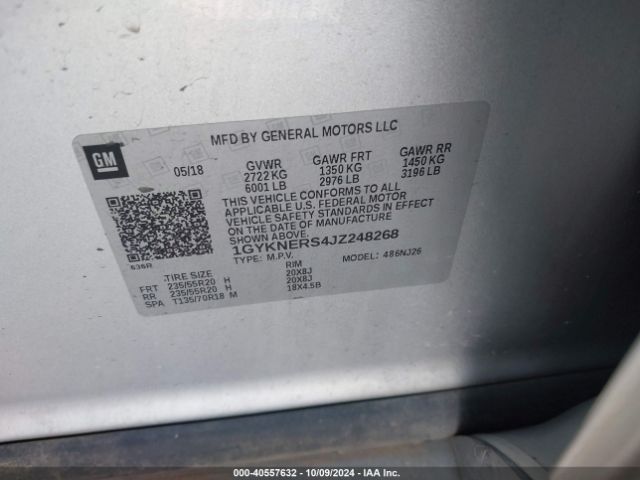 MFD BY GENERAL MOTORS LLC
GM
05/18
GVWR GAWR FRT GAWR RR
2722 KG 1350 KG 1450 KG
6001 LB 2976 LB 3196 LB
THIS VEHICLE CONFORMS TO ALL
APPLICABLE U.S. FEDERAL MOTOR
VEHICLE SAFETY STANDARDS IN EFFECT
ON THE DATE OF MANUFACTURE
SHOWN ABOVE.
1GYKNERS4JZ248268
TYPE: M.P.V. MODEL: 486NJ26
636R
TIRE SIZE RIM
FRT 235/55R20 H 20X8J
RR 235/55R20 H 20X8J
SPA T135/70R18 M 18X4.5B
000-40557632 - 10/09/2024 - IAA Inc.